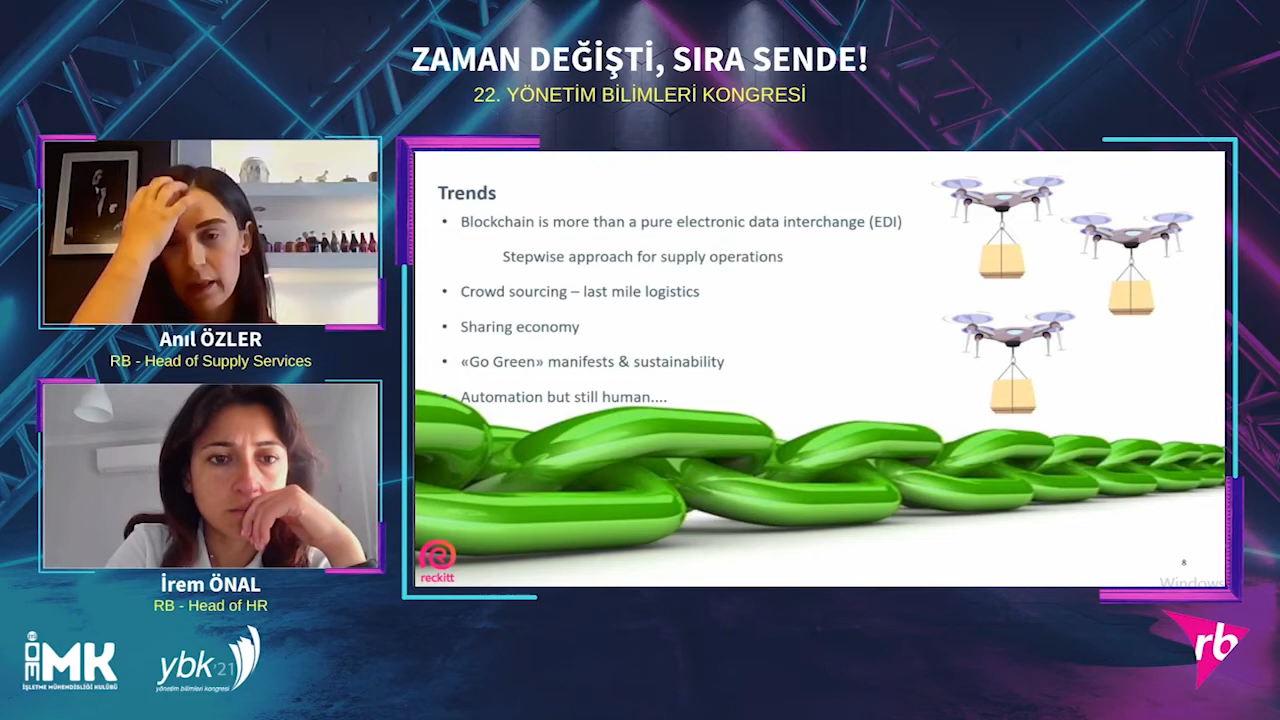 ZAMAN DEĞİŞTİ, SIRA SENDE!
22. YÖNETİM BİLİMLERİ KONGRESİ
Anıl ÖZLER
RB - Head of Supply Services
İrem ÖNAL
RB - Head of HR
Trends
• Blockchain is more than a pure electronic data interchange (EDI)
Stepwise approach for supply operations
• Crowd sourcing – last mile logistics
• Sharing economy
• «Go Green» manifests & sustainability
• Automation but still human....
reckitt
8
Windows
İMK
İŞLETME MÜHENDİSLİĞİ KULÜBÜ
ybk'21
yönetim bilimleri kongresi
rb